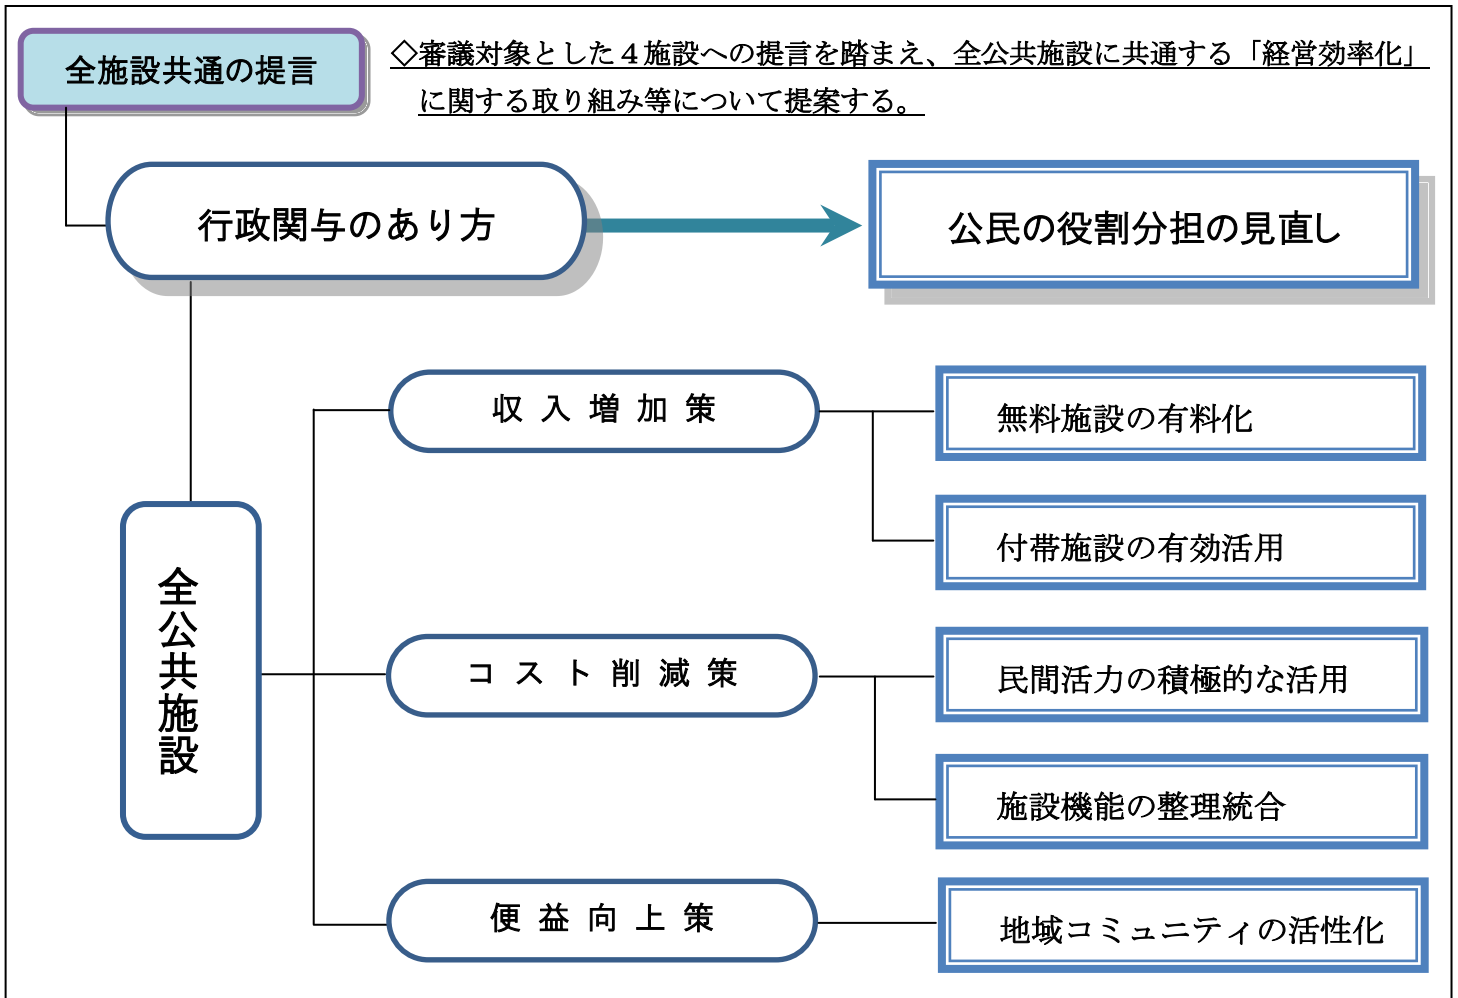 全施設共通の提言
◇審議対象とした４施設への提言を踏まえ、全公共施設に共通する「経営効率化」
に関する取り組み等について提案する。
行政関与のあり方
公民の役割分担の見直し
収入増加策
無料施設の有料化
付帯施設の有効活用
全公共施設
コスト削減策
民間活力の積極的な活用
施設機能の整理統合
便益向上策
地域コミュニティの活性化